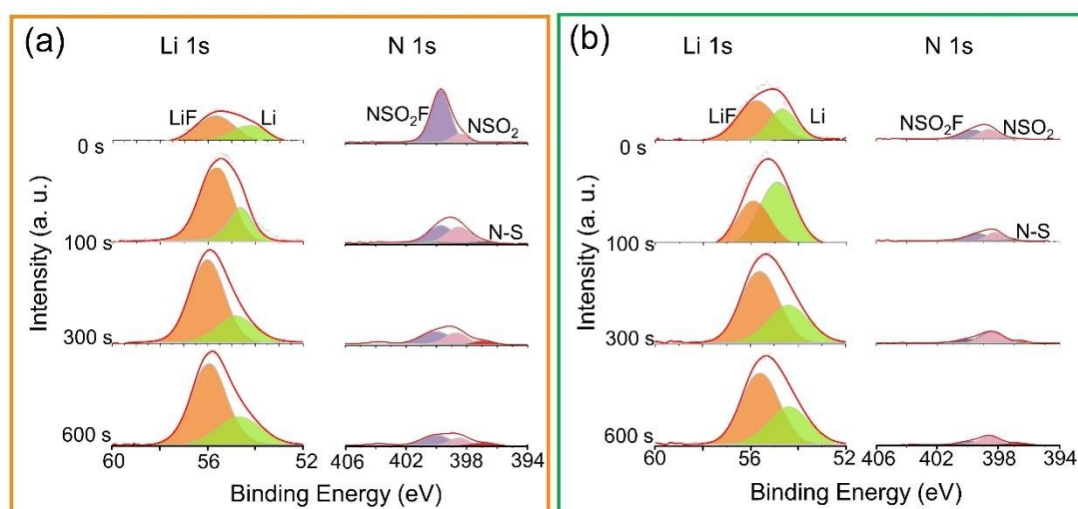 (a)
Li 1s
N 1s
LiF
Li
NSO₂F
NSO₂
0 s
100 s
N-S
300 s
600 s
60
56
52
406
402
398
394
Binding Energy (eV)
Intensity (a. u.)
(b)
Li 1s
N 1s
LiF
Li
NSO₂F
NSO₂
0 s
100 s
N-S
300 s
600 s
60
56
52
406
402
398
394
Binding Energy (eV)
Intensity (a. u.)